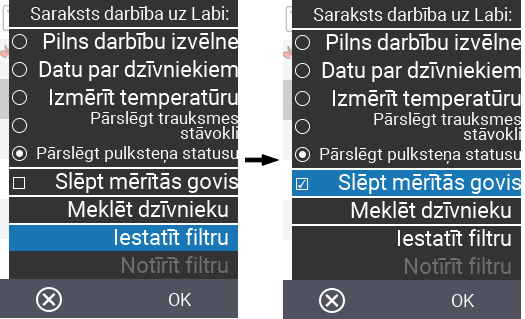 Saraksts darbība uz Labi:
Pilns darbību izvēlne
Datu par dzīvniekiem
Izmērīt temperatūru
Pārslēgt trauksmes
stāvokli
Pārslēgt pulksteņa statusu
Slēpt mērītās govis
Meklēt dzīvnieku
Iestatīt filtru
Notīrīt filtru
OK
Saraksts darbība uz Labi:
Pilns darbību izvēlne
Datu par dzīvniekiem
Izmērīt temperatūru
Pārslēgt trauksmes
stāvokli
Pārslēgt pulksteņa statusu
Slēpt mērītās govis
Meklēt dzīvnieku
Iestatīt filtru
Notīrīt filtru
OK